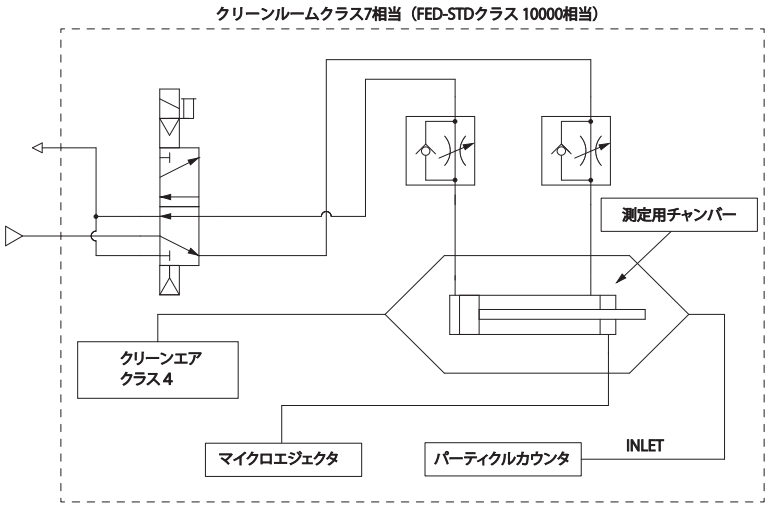 クリーンルームクラス7相当（FED-STDクラス 10000相当）
測定用チャンバー
クリーンエア
クラス4
マイクロエジェクタ
パーティクルカウンタ
INLET